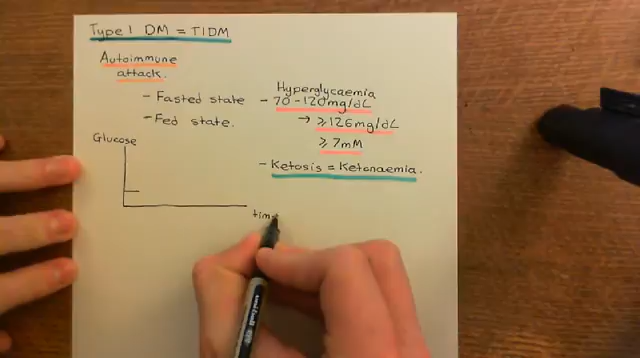 Type 1 DM = T1DM
Autoimmune
attack.
- Fasted state
- Fed state.
Hyperglycaemia
- 70-120mg/dL
→ ≥126mg/dL
≥7mM
- Ketosis = Ketonaemia.
Glucose
tim